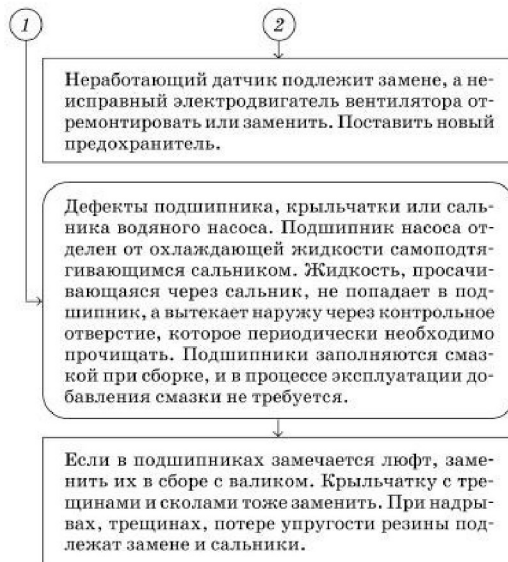 1
2
Неработающий датчик подлежит замене, а не-
исправный электродвигатель вентилятора от-
ремонтировать или заменить. Поставить новый
предохранитель.
Дефекты подшипника, крыльчатки или саль-
ника водяного насоса. Подшипник насоса от-
делен от охлаждающей жидкости самоподтя-
гивающимся сальником. Жидкость, просачи-
вающаяся через сальник, не попадает в под-
шипник, а вытекает наружу через контрольное
отверстие, которое периодически необходимо
прочищать. Подшипники заполняются смаз-
кой при сборке, и в процессе эксплуатации до-
бавления смазки не требуется.
Если в подшипниках замечается люфт, заме-
нить их в сборе с валиком. Крыльчатку с тре-
щинами и сколами тоже заменить. При надры-
вах, трещинах, потере упругости резины под-
лежат замене и сальники.